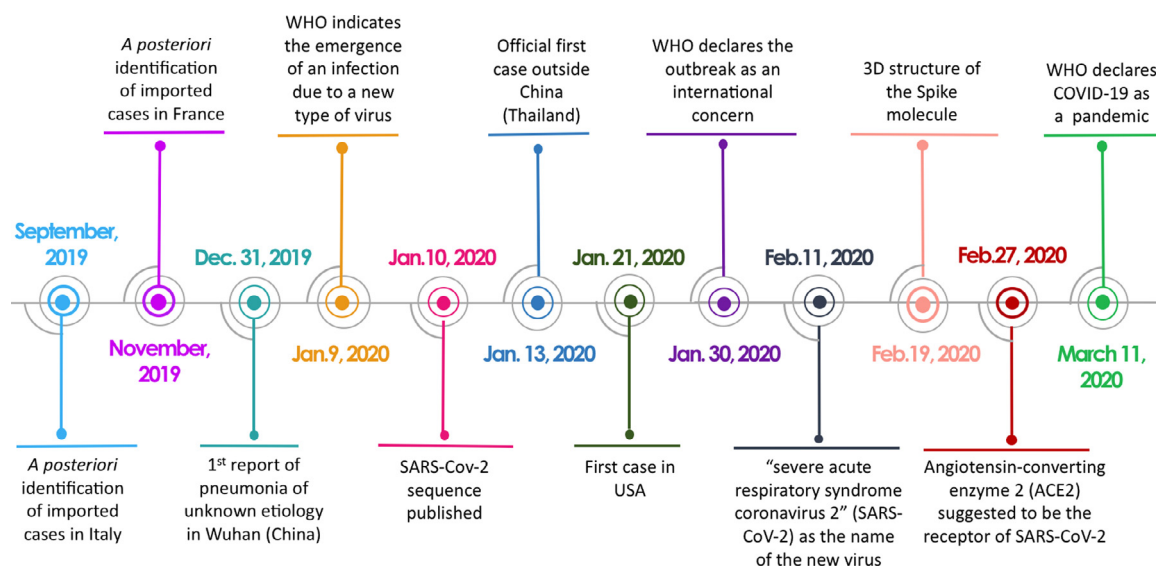 A posteriori
identification
of imported
cases in France
WHO indicates
the emergence
of an infection
due to a new
type of virus
Official first
case outside
China
(Thailand)
WHO declares the
outbreak as an
international
concern
3D structure of
the Spike
molecule
WHO declares
COVID-19 as
a pandemic
September,
2019
November,
2019
Dec. 31, 2019
Jan.9, 2020
Jan.10, 2020
Jan. 13, 2020
Jan. 21, 2020
Jan. 30, 2020
Feb.11, 2020
Feb.19, 2020
Feb.27, 2020
March 11,
2020
A posteriori
identification
of imported
cases in Italy
1st report of
pneumonia of
unknown etiology
in Wuhan (China)
SARS-Cov-2
sequence
published
First case in
USA
“severe acute
respiratory syndrome
coronavirus 2” (SARS-
CoV-2) as the name
of the new virus
Angiotensin-converting
enzyme 2 (ACE2)
suggested to be the
receptor of SARS-CoV-2